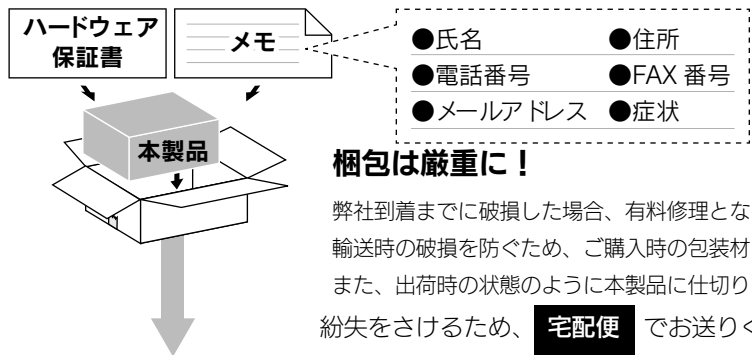 ハードウェア
保証書
メモ
●氏名 ●住所
●電話番号 ●FAX 番号
●メールアドレス ●症状
本製品
梱包は厳重に！
弊社到着までに破損した場合、有料修理とな
輸送時の破損を防ぐため、ご購入時の包装材
また、出荷時の状態のように本製品に仕切り
紛失をさけるため、 宅配便 でお送りく